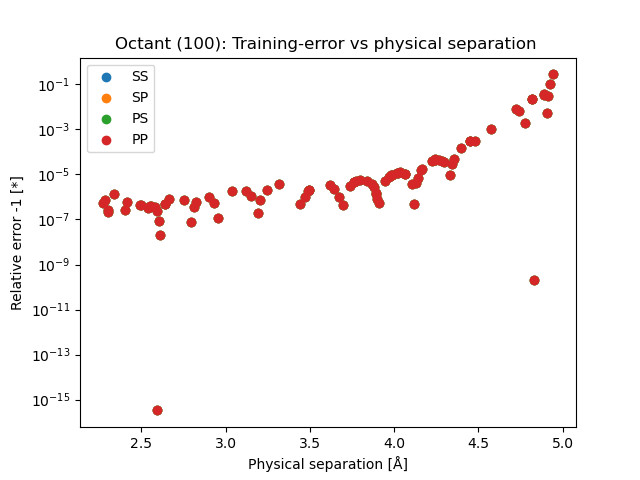 Octant (100): Training-error vs physical separation
SS
SP
PS
PP
Relative error -1 [*]
10⁻¹
10⁻³
10⁻⁵
10⁻⁷
10⁻⁹
10⁻¹¹
10⁻¹³
10⁻¹⁵
2.5 3.0 3.5 4.0 4.5 5.0
Physical separation [Å]